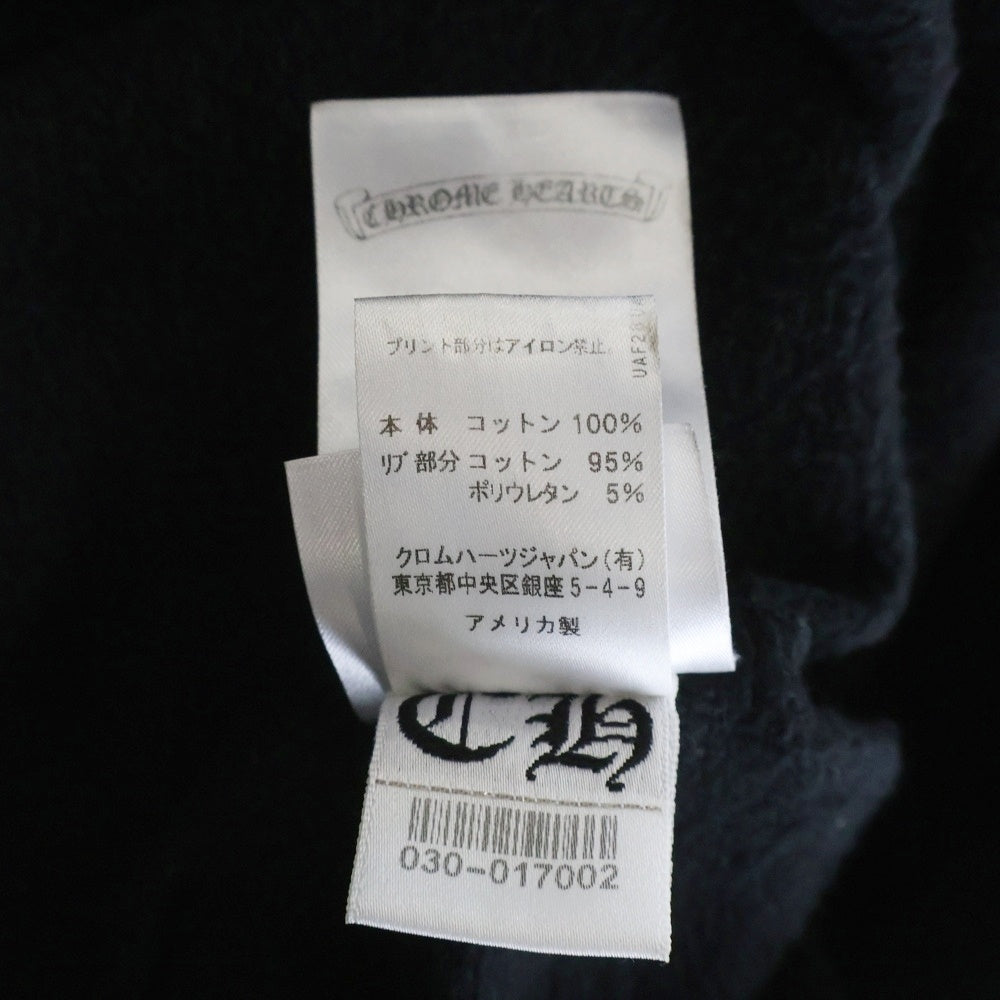 CHROME HEARTS
プリント部分はアイロン禁止。
本体 コットン 100%
リブ部分 コットン 95%
ポリウレタン 5%
クロムハーツジャパン(有)
東京都中央区銀座5-4-9
アメリカ製
CH
030-017002